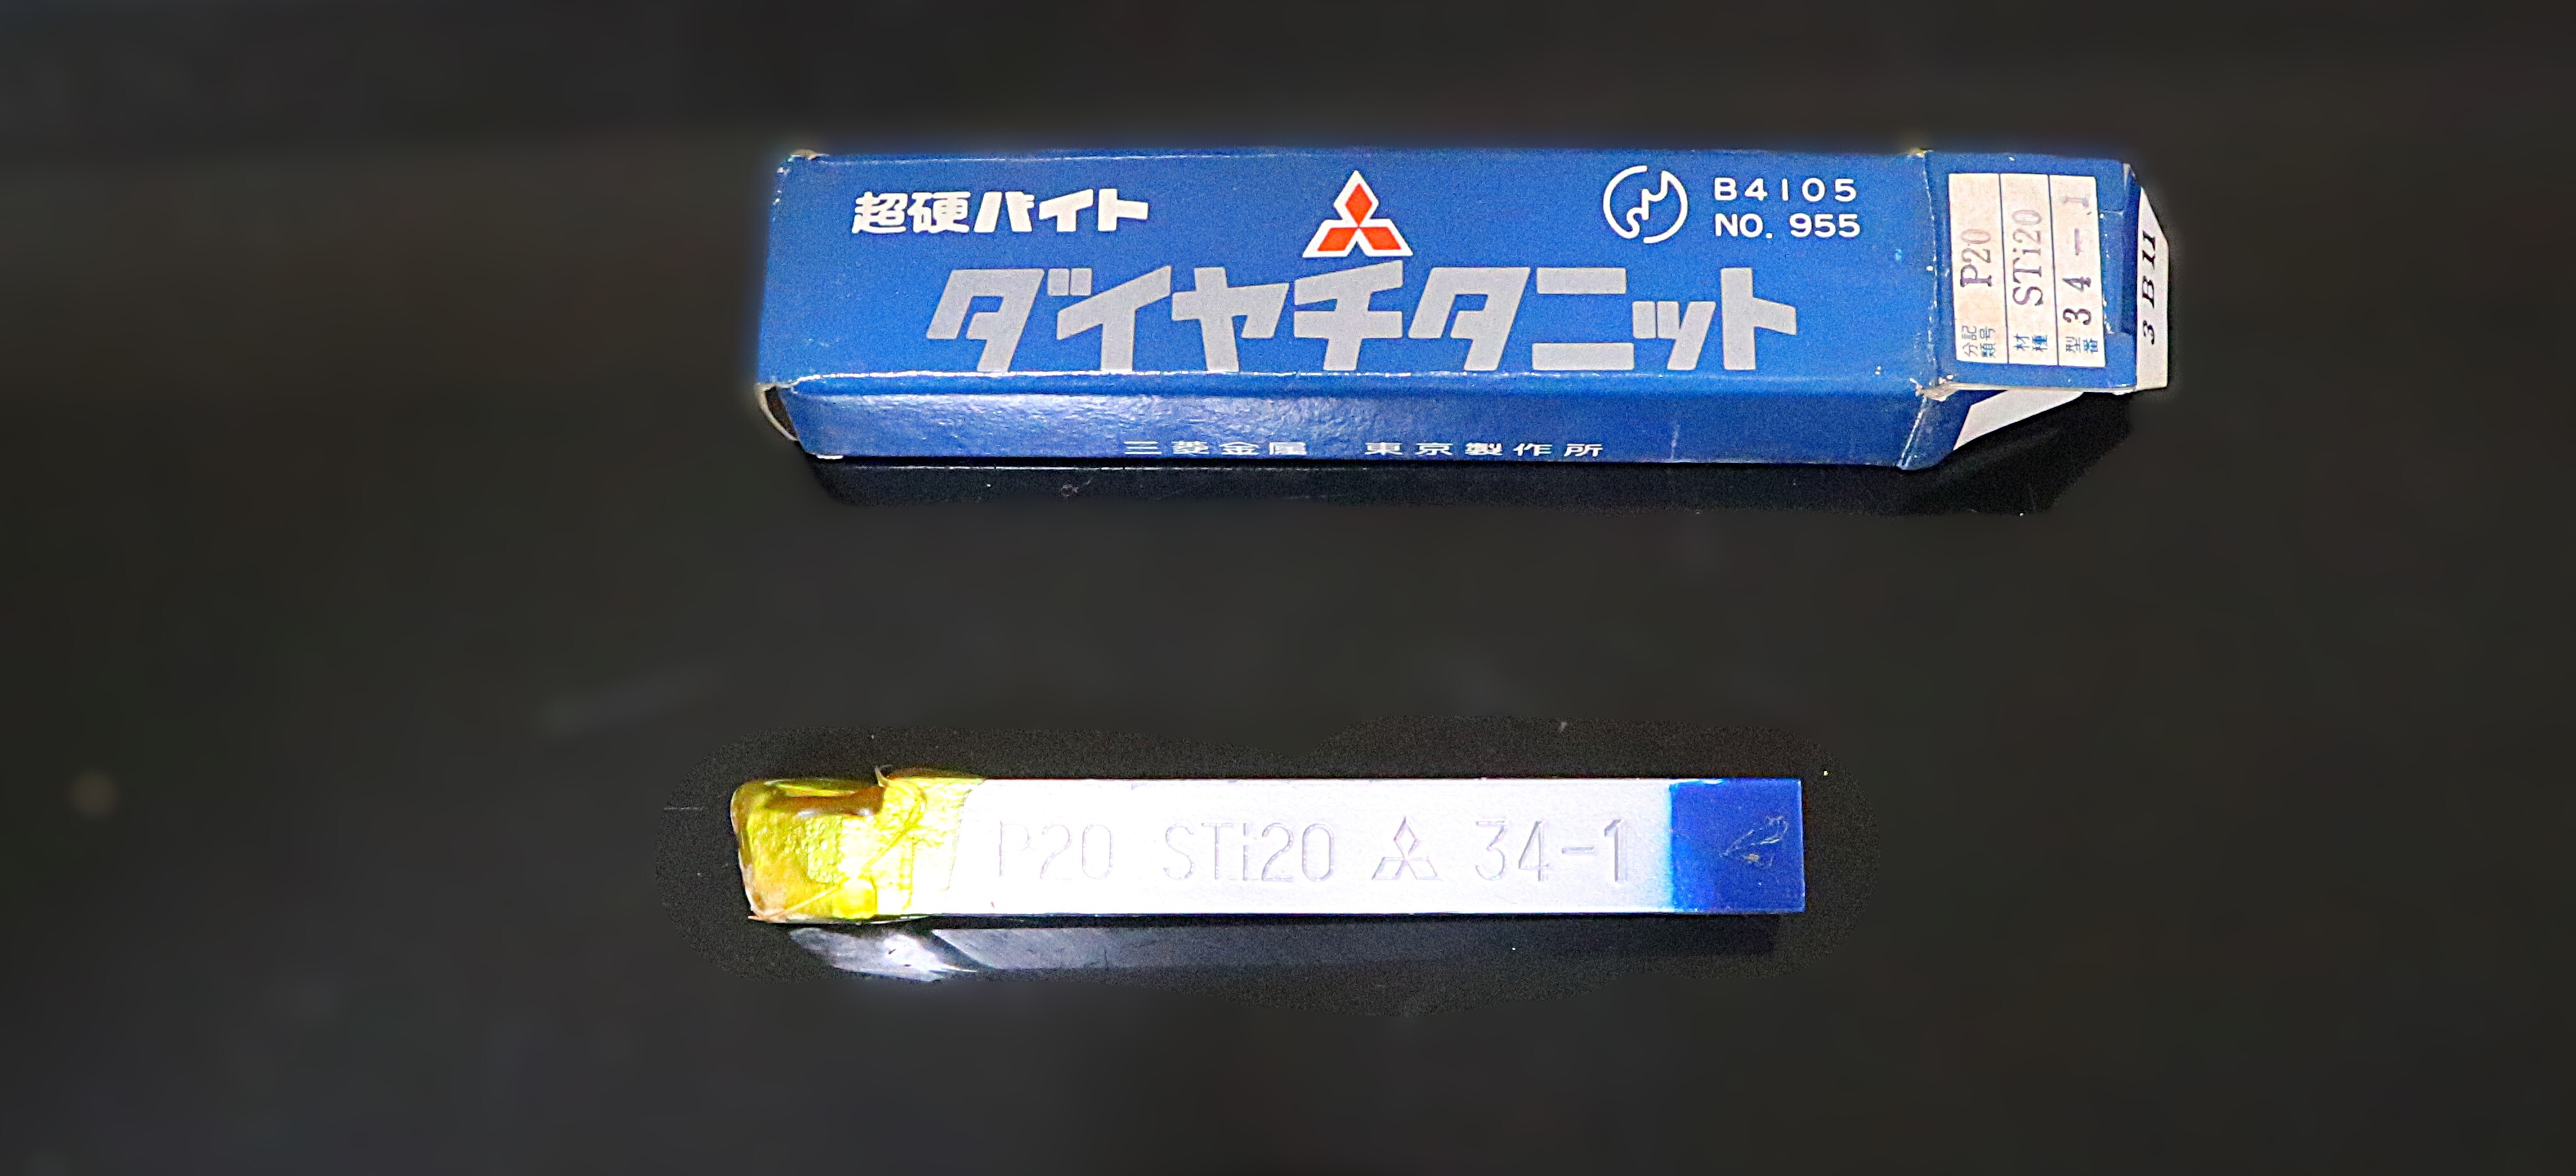 超硬バイト
B4105
NO. 955
ダイヤチタニット
三菱金属 東京製作所
分類記号 P20
材種 STi20
型番 34-1
3B11
P20 STi20 34-1